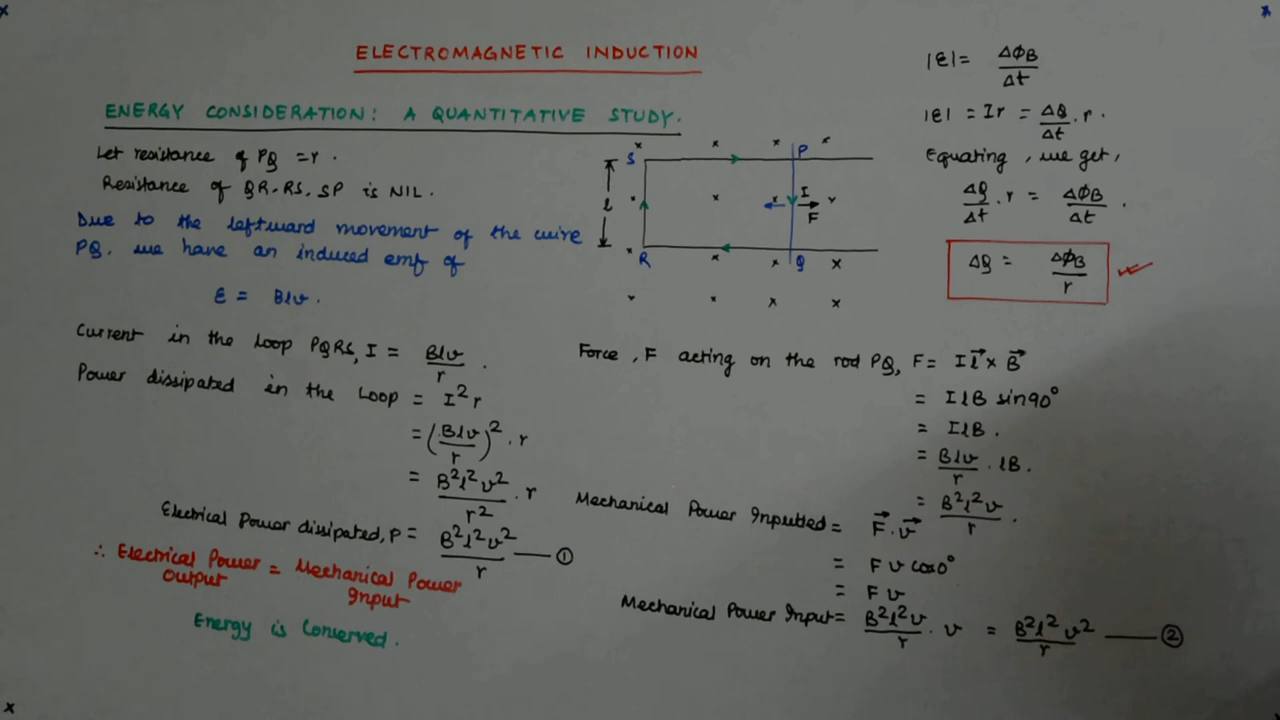 ELECTROMAGNETIC INDUCTION
ENERGY CONSIDERATION: A QUANTITATIVE STUDY.
Let resistance of PQ = r.
Resistance of QR, RS, SP is NIL.
Due to the leftward movement of the wire
PQ, we have an induced emf of
ε = Blv.
Current in the loop PQRS, I = Blv/r.
Power dissipated in the loop = I²r
= (Blv/r)². r
= B²l²v²/r² . r
Electrical Power dissipated, P = B²l²v²/r —— ①
∴ Electrical Power Output = Mechanical Power Input
Energy is Conserved.
S
P
l
I
F
R
Q
|ε| = ΔΦB/Δt
|ε| = Ir = ΔQ/Δt . r.
Equating, we get,
ΔQ/Δt . r = ΔΦB/Δt .
ΔQ = ΔΦB/r
Force, F acting on the rod PQ, F = I l⃗ × B⃗
= IlB sin90°
= IlB.
= Blv/r . lB.
= B²l²v/r .
Mechanical Power Inputted = F⃗ . v⃗
= F v cos0°
= F v
Mechanical Power Input = B²l²v/r . v = B²l²v²/r —— ②